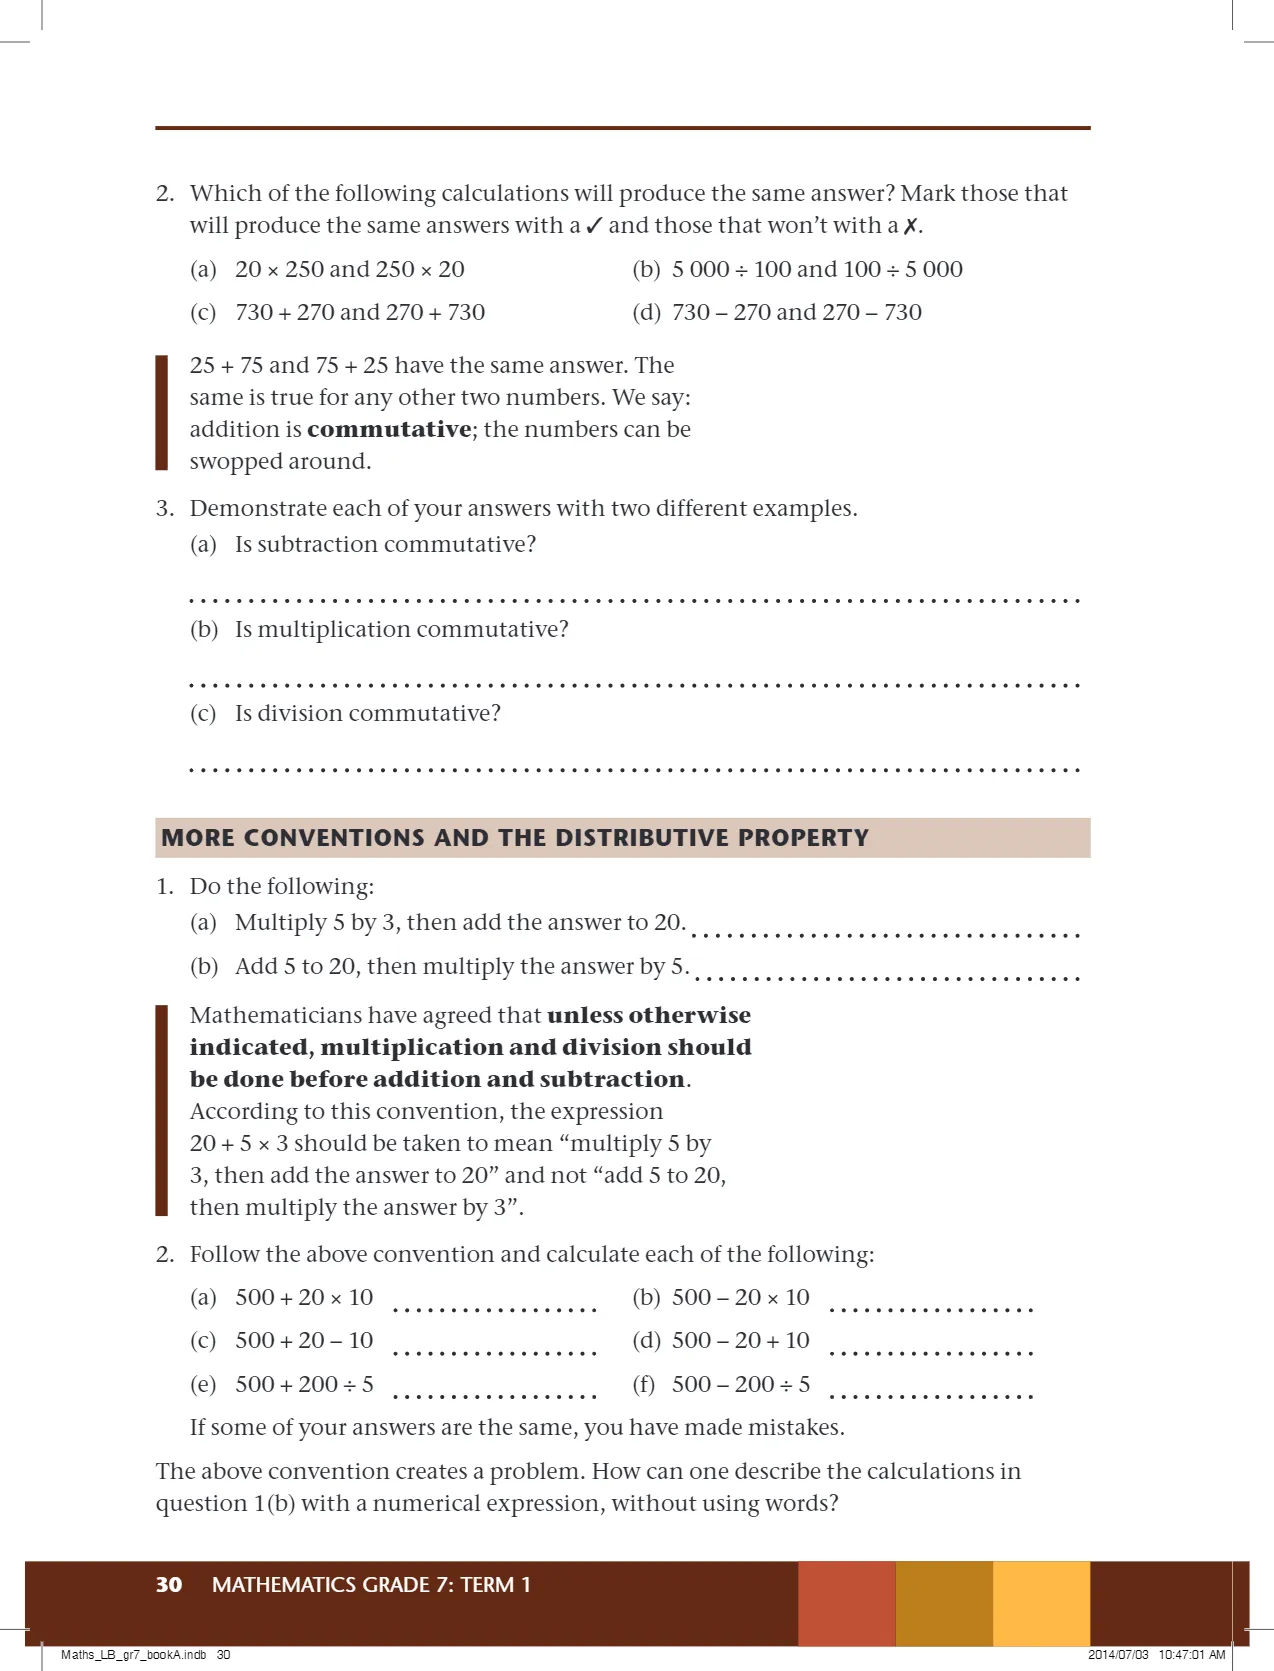 2. Which of the following calculations will produce the same answer? Mark those that
will produce the same answers with a ✓ and those that won’t with a ✗.
(a) 20 × 250 and 250 × 20 (b) 5 000 ÷ 100 and 100 ÷ 5 000
(c) 730 + 270 and 270 + 730 (d) 730 – 270 and 270 – 730
25 + 75 and 75 + 25 have the same answer. The
same is true for any other two numbers. We say:
addition is commutative; the numbers can be
swopped around.
3. Demonstrate each of your answers with two different examples.
(a) Is subtraction commutative?
(b) Is multiplication commutative?
(c) Is division commutative?
MORE CONVENTIONS AND THE DISTRIBUTIVE PROPERTY
1. Do the following:
(a) Multiply 5 by 3, then add the answer to 20.
(b) Add 5 to 20, then multiply the answer by 5.
Mathematicians have agreed that unless otherwise
indicated, multiplication and division should
be done before addition and subtraction.
According to this convention, the expression
20 + 5 × 3 should be taken to mean “multiply 5 by
3, then add the answer to 20” and not “add 5 to 20,
then multiply the answer by 3”.
2. Follow the above convention and calculate each of the following:
(a) 500 + 20 × 10 (b) 500 – 20 × 10
(c) 500 + 20 – 10 (d) 500 – 20 + 10
(e) 500 + 200 ÷ 5 (f) 500 – 200 ÷ 5
If some of your answers are the same, you have made mistakes.
The above convention creates a problem. How can one describe the calculations in
question 1(b) with a numerical expression, without using words?
30 MATHEMATICS GRADE 7: TERM 1
Maths_LB_gr7_bookA.indb 30 2014/07/03 10:47:01 AM